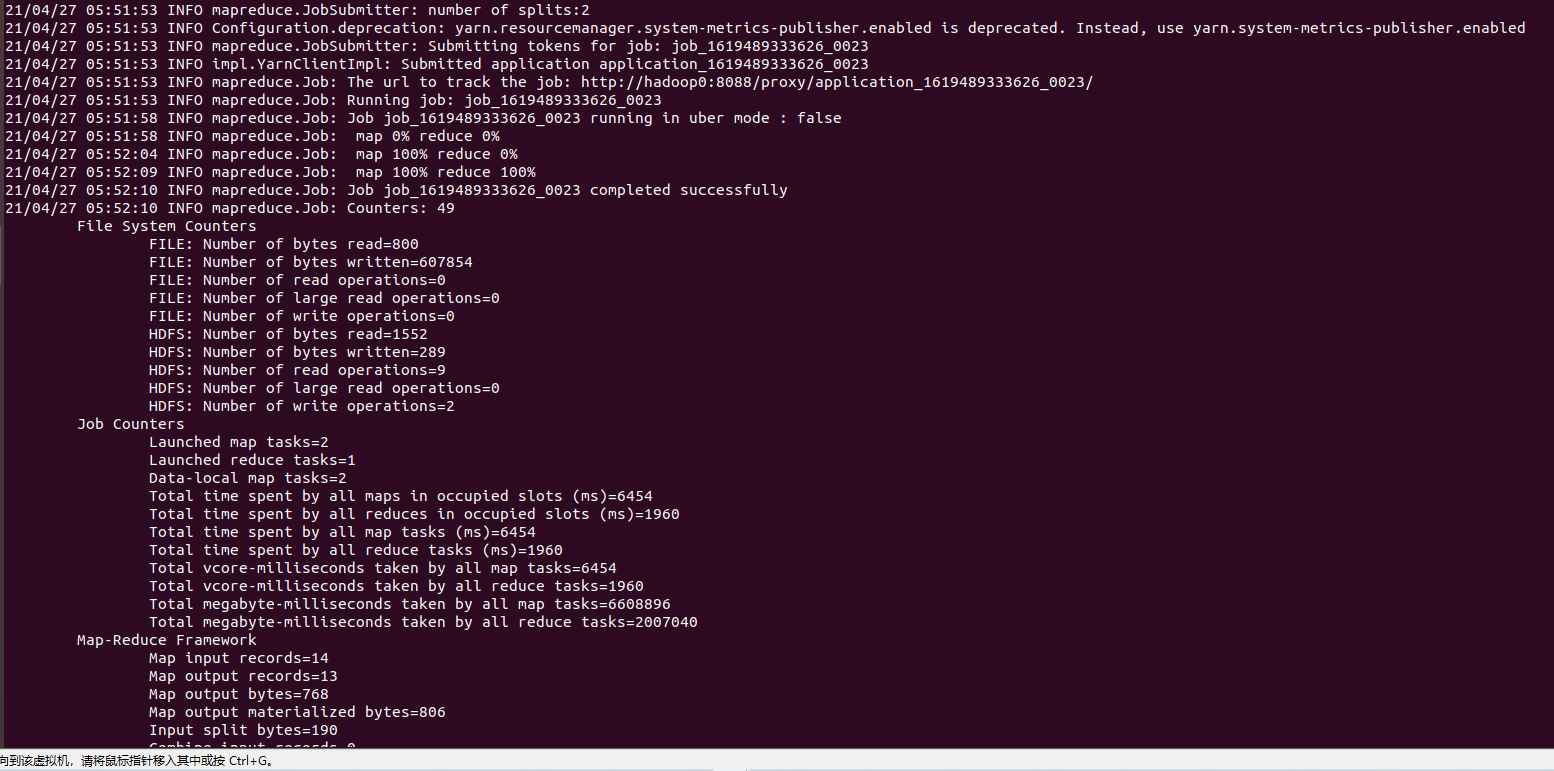 21/04/27 05:51:53 INFO mapreduce.JobSubmitter: number of splits:2
21/04/27 05:51:53 INFO Configuration.deprecation: yarn.resourcemanager.system-metrics-publisher.enabled is deprecated. Instead, use yarn.system-metrics-publisher.enabled
21/04/27 05:51:53 INFO mapreduce.JobSubmitter: Submitting tokens for job: job_1619489333626_0023
21/04/27 05:51:53 INFO impl.YarnClientImpl: Submitted application application_1619489333626_0023
21/04/27 05:51:53 INFO mapreduce.Job: The url to track the job: http://hadoop0:8088/proxy/application_1619489333626_0023/
21/04/27 05:51:53 INFO mapreduce.Job: Running job: job_1619489333626_0023
21/04/27 05:51:58 INFO mapreduce.Job: Job job_1619489333626_0023 running in uber mode : false
21/04/27 05:51:58 INFO mapreduce.Job:  map 0% reduce 0%
21/04/27 05:52:04 INFO mapreduce.Job:  map 100% reduce 0%
21/04/27 05:52:09 INFO mapreduce.Job:  map 100% reduce 100%
21/04/27 05:52:10 INFO mapreduce.Job: Job job_1619489333626_0023 completed successfully
21/04/27 05:52:10 INFO mapreduce.Job: Counters: 49
File System Counters
FILE: Number of bytes read=800
FILE: Number of bytes written=607854
FILE: Number of read operations=0
FILE: Number of large read operations=0
FILE: Number of write operations=0
HDFS: Number of bytes read=1552
HDFS: Number of bytes written=289
HDFS: Number of read operations=9
HDFS: Number of large read operations=0
HDFS: Number of write operations=2
Job Counters
Launched map tasks=2
Launched reduce tasks=1
Data-local map tasks=2
Total time spent by all maps in occupied slots (ms)=6454
Total time spent by all reduces in occupied slots (ms)=1960
Total time spent by all map tasks (ms)=6454
Total time spent by all reduce tasks (ms)=1960
Total vcore-milliseconds taken by all map tasks=6454
Total vcore-milliseconds taken by all reduce tasks=1960
Total megabyte-milliseconds taken by all map tasks=6608896
Total megabyte-milliseconds taken by all reduce tasks=2007040
Map-Reduce Framework
Map input records=14
Map output records=13
Map output bytes=768
Map output materialized bytes=806
Input split bytes=190
Combine input records=0
向到该虚拟机，请将鼠标指针移入其中或按 Ctrl+G。